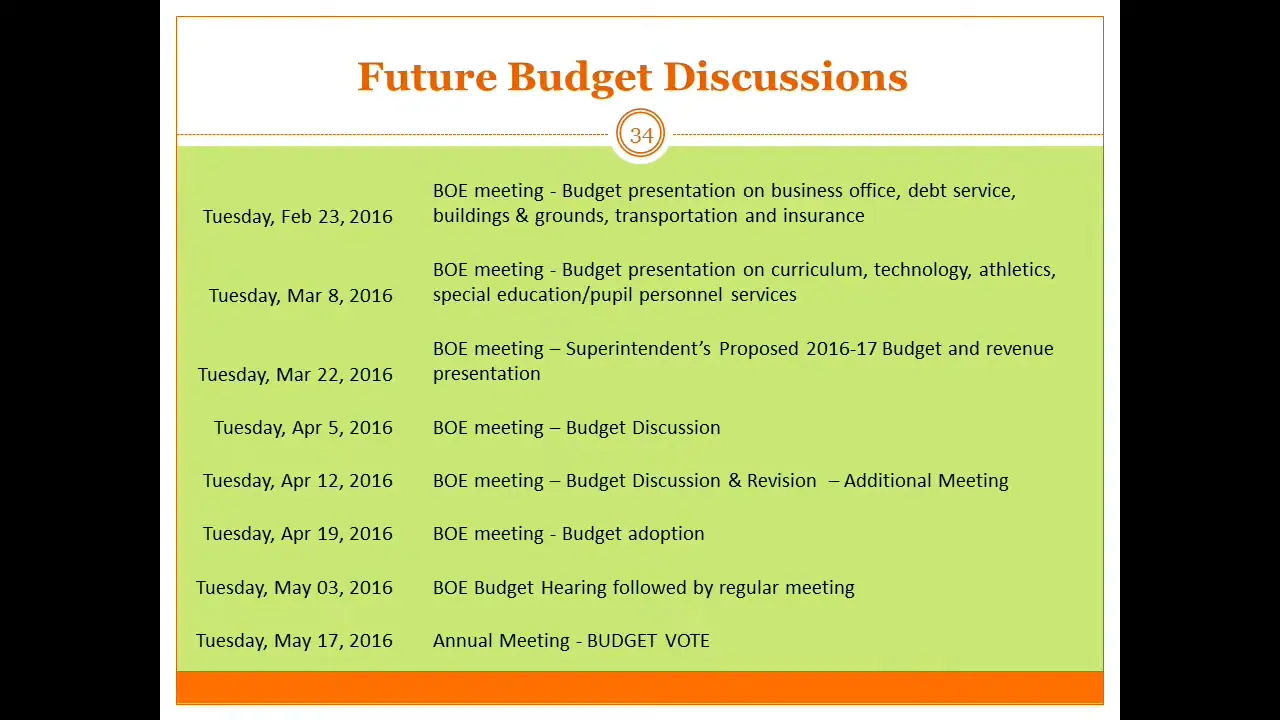 Future Budget Discussions
34
BOE meeting - Budget presentation on business office, debt service,
Tuesday, Feb 23, 2016 buildings & grounds, transportation and insurance
BOE meeting - Budget presentation on curriculum, technology, athletics,
Tuesday, Mar 8, 2016 special education/pupil personnel services
BOE meeting – Superintendent’s Proposed 2016-17 Budget and revenue
Tuesday, Mar 22, 2016 presentation
Tuesday, Apr 5, 2016 BOE meeting – Budget Discussion
Tuesday, Apr 12, 2016 BOE meeting – Budget Discussion & Revision – Additional Meeting
Tuesday, Apr 19, 2016 BOE meeting - Budget adoption
Tuesday, May 03, 2016 BOE Budget Hearing followed by regular meeting
Tuesday, May 17, 2016 Annual Meeting - BUDGET VOTE